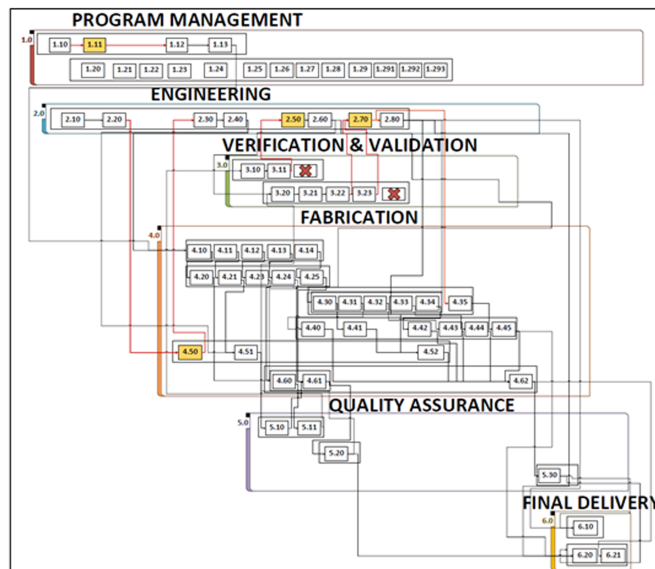 PROGRAM MANAGEMENT
1.0
1.10 1.11 1.12 1.13
1.20 1.21 1.22 1.23 1.24 1.25 1.26 1.27 1.28 1.29 1.291 1.292 1.293
ENGINEERING
2.0
2.10 2.20 2.30 2.40 2.50 2.60 2.70 2.80
VERIFICATION & VALIDATION
3.0
3.10 3.11
3.20 3.21 3.22 3.23
FABRICATION
4.0
4.10 4.11 4.12 4.13 4.14
4.20 4.21 4.23 4.24 4.25
4.30 4.31 4.32 4.33 4.34 4.35
4.40 4.41 4.42 4.43 4.44 4.45
4.50 4.51 4.52
4.60 4.61 4.62
QUALITY ASSURANCE
5.0
5.10 5.11
5.20
5.30
FINAL DELIVERY
6.0
6.10
6.20 6.21